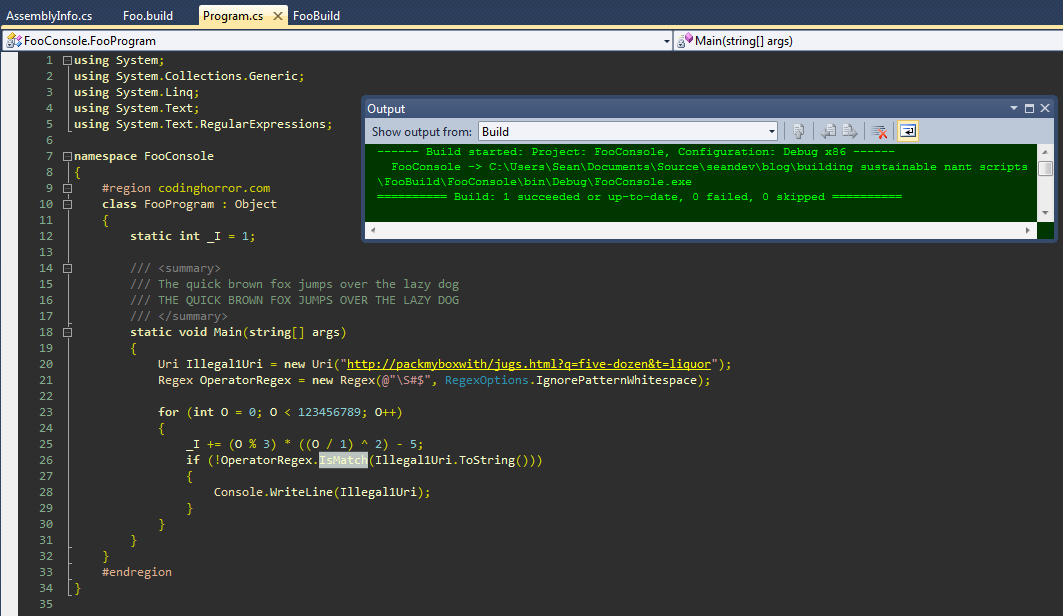 AssemblyInfo.cs Foo.build Program.cs FooBuild
FooConsole.FooProgram Main(string[] args)
1 using System;
2 using System.Collections.Generic;
3 using System.Linq;
4 using System.Text;
5 using System.Text.RegularExpressions;
6
7 namespace FooConsole
8 {
9 #region codinghorror.com
10 class FooProgram : Object
11 {
12 static int _I = 1;
13
14 /// <summary>
15 /// The quick brown fox jumps over the lazy dog
16 /// THE QUICK BROWN FOX JUMPS OVER THE LAZY DOG
17 /// </summary>
18 static void Main(string[] args)
19 {
20 Uri Illegal1Uri = new Uri("http://packmyboxwith/jugs.html?q=five-dozen&t=liquor");
21 Regex OperatorRegex = new Regex(@"\S#$", RegexOptions.IgnorePatternWhitespace);
22
23 for (int O = 0; O < 123456789; O++)
24 {
25 _I += (O % 3) * ((O / 1) ^ 2) - 5;
26 if (!OperatorRegex.IsMatch(Illegal1Uri.ToString()))
27 {
28 Console.WriteLine(Illegal1Uri);
29 }
30 }
31 }
32 }
33 #endregion
34 }
35
Output
Show output from: Build
------ Build started: Project: FooConsole, Configuration: Debug x86 ------
FooConsole -> C:\Users\Sean\Documents\Source\seandev\blog\building sustainable nant scripts
\FooBuild\FooConsole\bin\Debug\FooConsole.exe
========== Build: 1 succeeded or up-to-date, 0 failed, 0 skipped ==========